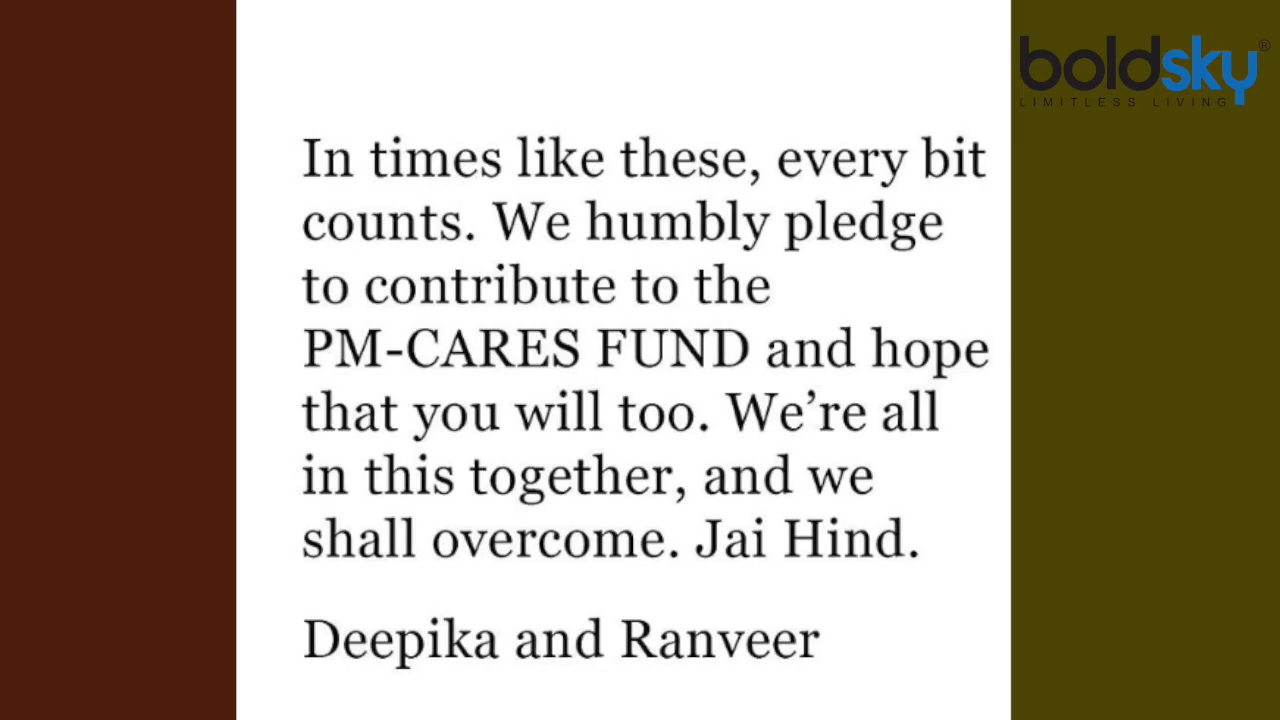 boldsky®
LIMITLESS LIVING
In times like these, every bit
counts. We humbly pledge
to contribute to the
PM-CARES FUND and hope
that you will too. We’re all
in this together, and we
shall overcome. Jai Hind.
Deepika and Ranveer